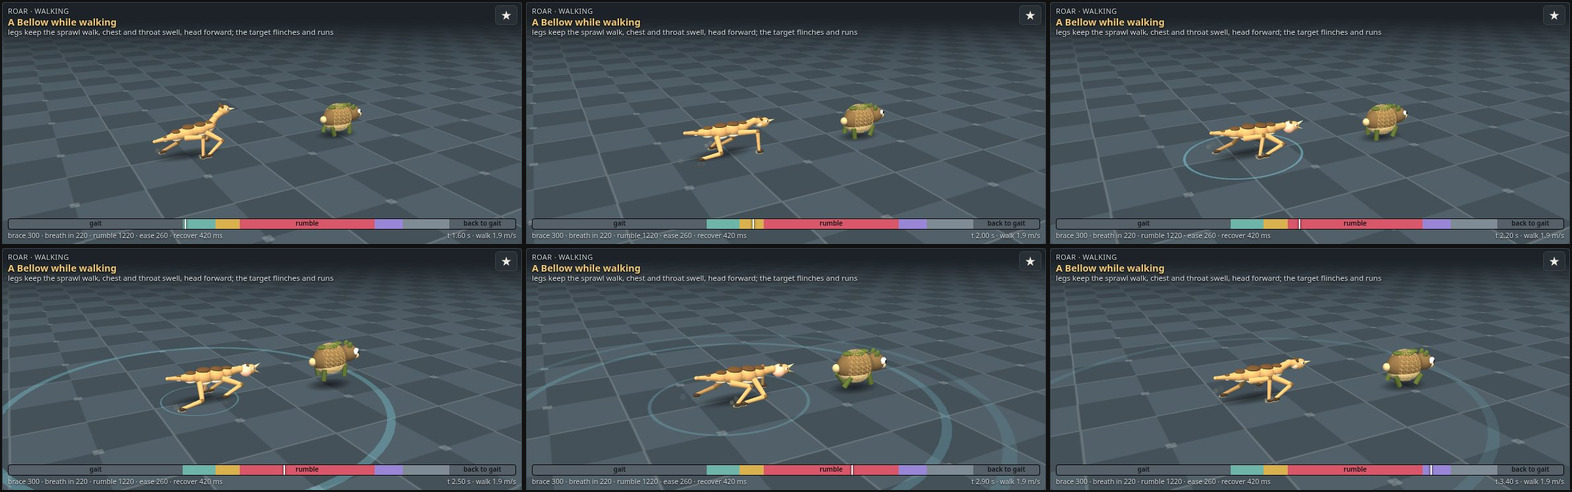 ROAR · WALKING
A Bellow while walking
legs keep the sprawl walk, chest and throat swell, head forward; the target flinches and runs
gait rumble back to gait
brace 300 · breath in 220 · rumble 1220 · ease 260 · recover 420 ms t 1.60 s · walk 1.9 m/s
ROAR · WALKING
A Bellow while walking
legs keep the sprawl walk, chest and throat swell, head forward; the target flinches and runs
gait rumble back to gait
brace 300 · breath in 220 · rumble 1220 · ease 260 · recover 420 ms t 2.00 s · walk 1.9 m/s
ROAR · WALKING
A Bellow while walking
legs keep the sprawl walk, chest and throat swell, head forward; the target flinches and runs
gait rumble back to gait
brace 300 · breath in 220 · rumble 1220 · ease 260 · recover 420 ms t 2.20 s · walk 1.9 m/s
ROAR · WALKING
A Bellow while walking
legs keep the sprawl walk, chest and throat swell, head forward; the target flinches and runs
gait rumble back to gait
brace 300 · breath in 220 · rumble 1220 · ease 260 · recover 420 ms t 2.50 s · walk 1.9 m/s
ROAR · WALKING
A Bellow while walking
legs keep the sprawl walk, chest and throat swell, head forward; the target flinches and runs
gait rumble back to gait
brace 300 · breath in 220 · rumble 1220 · ease 260 · recover 420 ms t 2.90 s · walk 1.9 m/s
ROAR · WALKING
A Bellow while walking
legs keep the sprawl walk, chest and throat swell, head forward; the target flinches and runs
gait rumble back to gait
brace 300 · breath in 220 · rumble 1220 · ease 260 · recover 420 ms t 3.40 s · walk 1.9 m/s